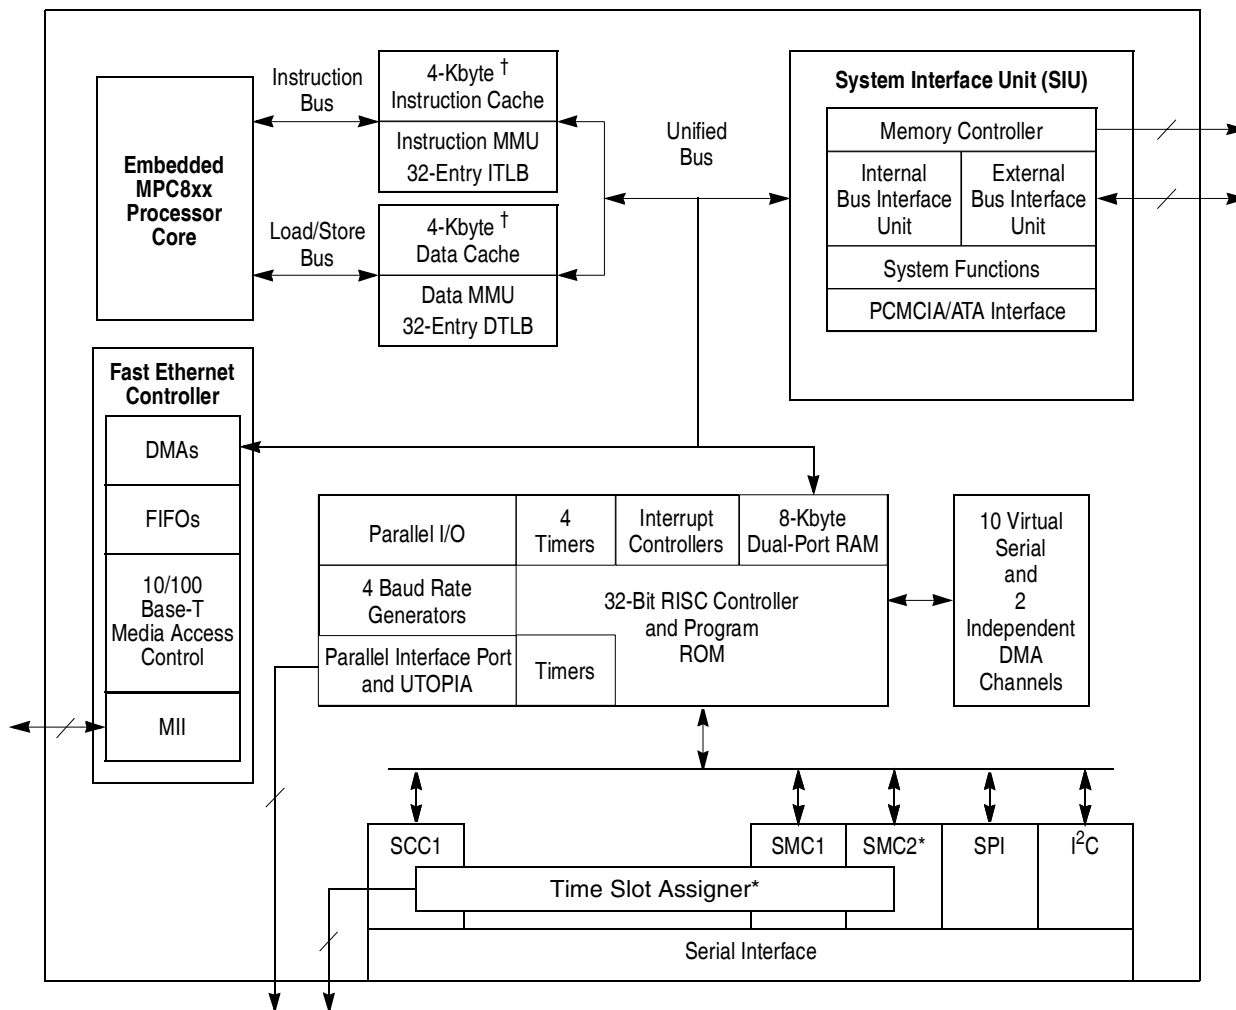 Embedded
MPC8xx
Processor
Core
Instruction
Bus
Load/Store
Bus
4-Kbyte †
Instruction Cache
Instruction MMU
32-Entry ITLB
4-Kbyte †
Data Cache
Data MMU
32-Entry DTLB
Unified
Bus
System Interface Unit (SIU)
Memory Controller
Internal
Bus Interface
Unit
External
Bus Interface
Unit
System Functions
PCMCIA/ATA Interface
Fast Ethernet
Controller
DMAs
FIFOs
10/100
Base-T
Media Access
Control
MII
Parallel I/O
4
Timers
Interrupt
Controllers
8-Kbyte
Dual-Port RAM
4 Baud Rate
Generators
32-Bit RISC Controller
and Program
ROM
Parallel Interface Port
and UTOPIA
Timers
10 Virtual
Serial
and
2
Independent
DMA
Channels
SCC1
SMC1
SMC2*
SPI
I²C
Time Slot Assigner*
Serial Interface